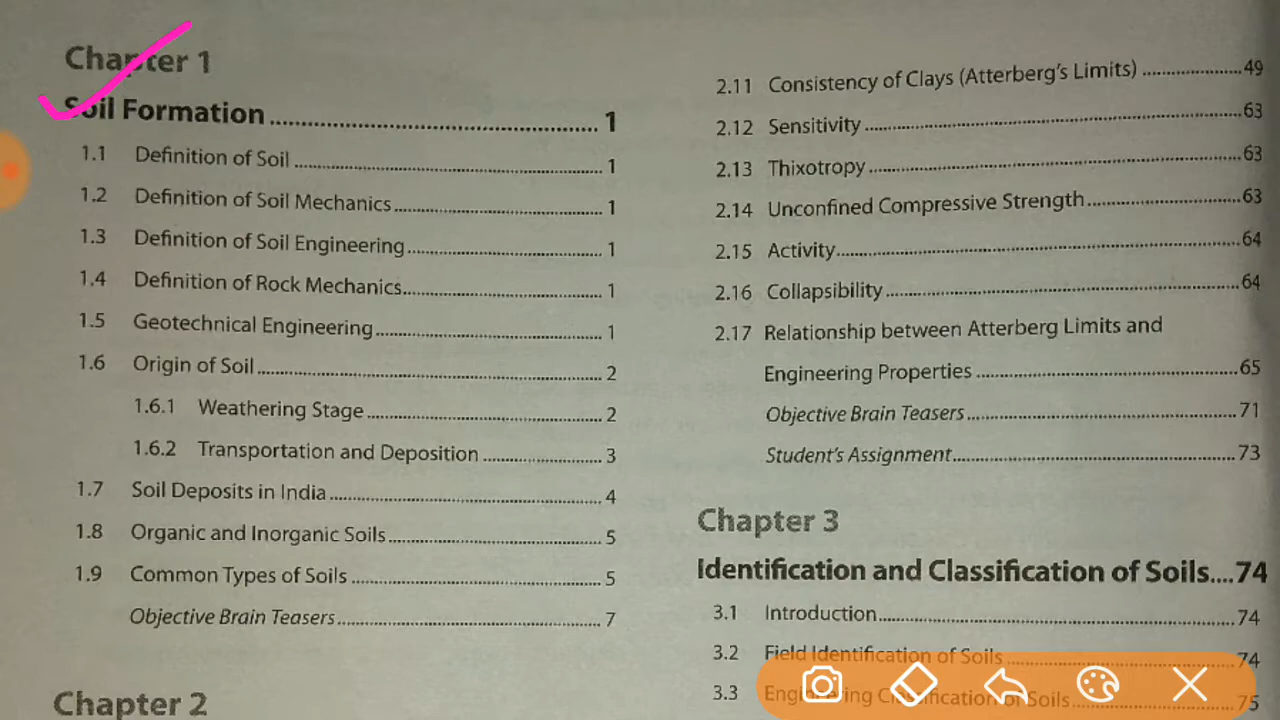 Chapter 1
Soil Formation ........ 1
1.1 Definition of Soil ........ 1
1.2 Definition of Soil Mechanics ........ 1
1.3 Definition of Soil Engineering ........ 1
1.4 Definition of Rock Mechanics ........ 1
1.5 Geotechnical Engineering ........ 1
1.6 Origin of Soil ........ 2
1.6.1 Weathering Stage ........ 2
1.6.2 Transportation and Deposition ........ 3
1.7 Soil Deposits in India ........ 4
1.8 Organic and Inorganic Soils ........ 5
1.9 Common Types of Soils ........ 5
Objective Brain Teasers ........ 7
Chapter 2
2.11 Consistency of Clays (Atterberg's Limits) ........ 49
2.12 Sensitivity ........ 63
2.13 Thixotropy ........ 63
2.14 Unconfined Compressive Strength ........ 63
2.15 Activity ........ 64
2.16 Collapsibility ........ 64
2.17 Relationship between Atterberg Limits and
Engineering Properties ........ 65
Objective Brain Teasers ........ 71
Student's Assignment ........ 73
Chapter 3
Identification and Classification of Soils .... 74
3.1 Introduction ........ 74
3.2 Field Identification of Soils ........ 74
3.3 Engineering Classification of Soils ........ 75